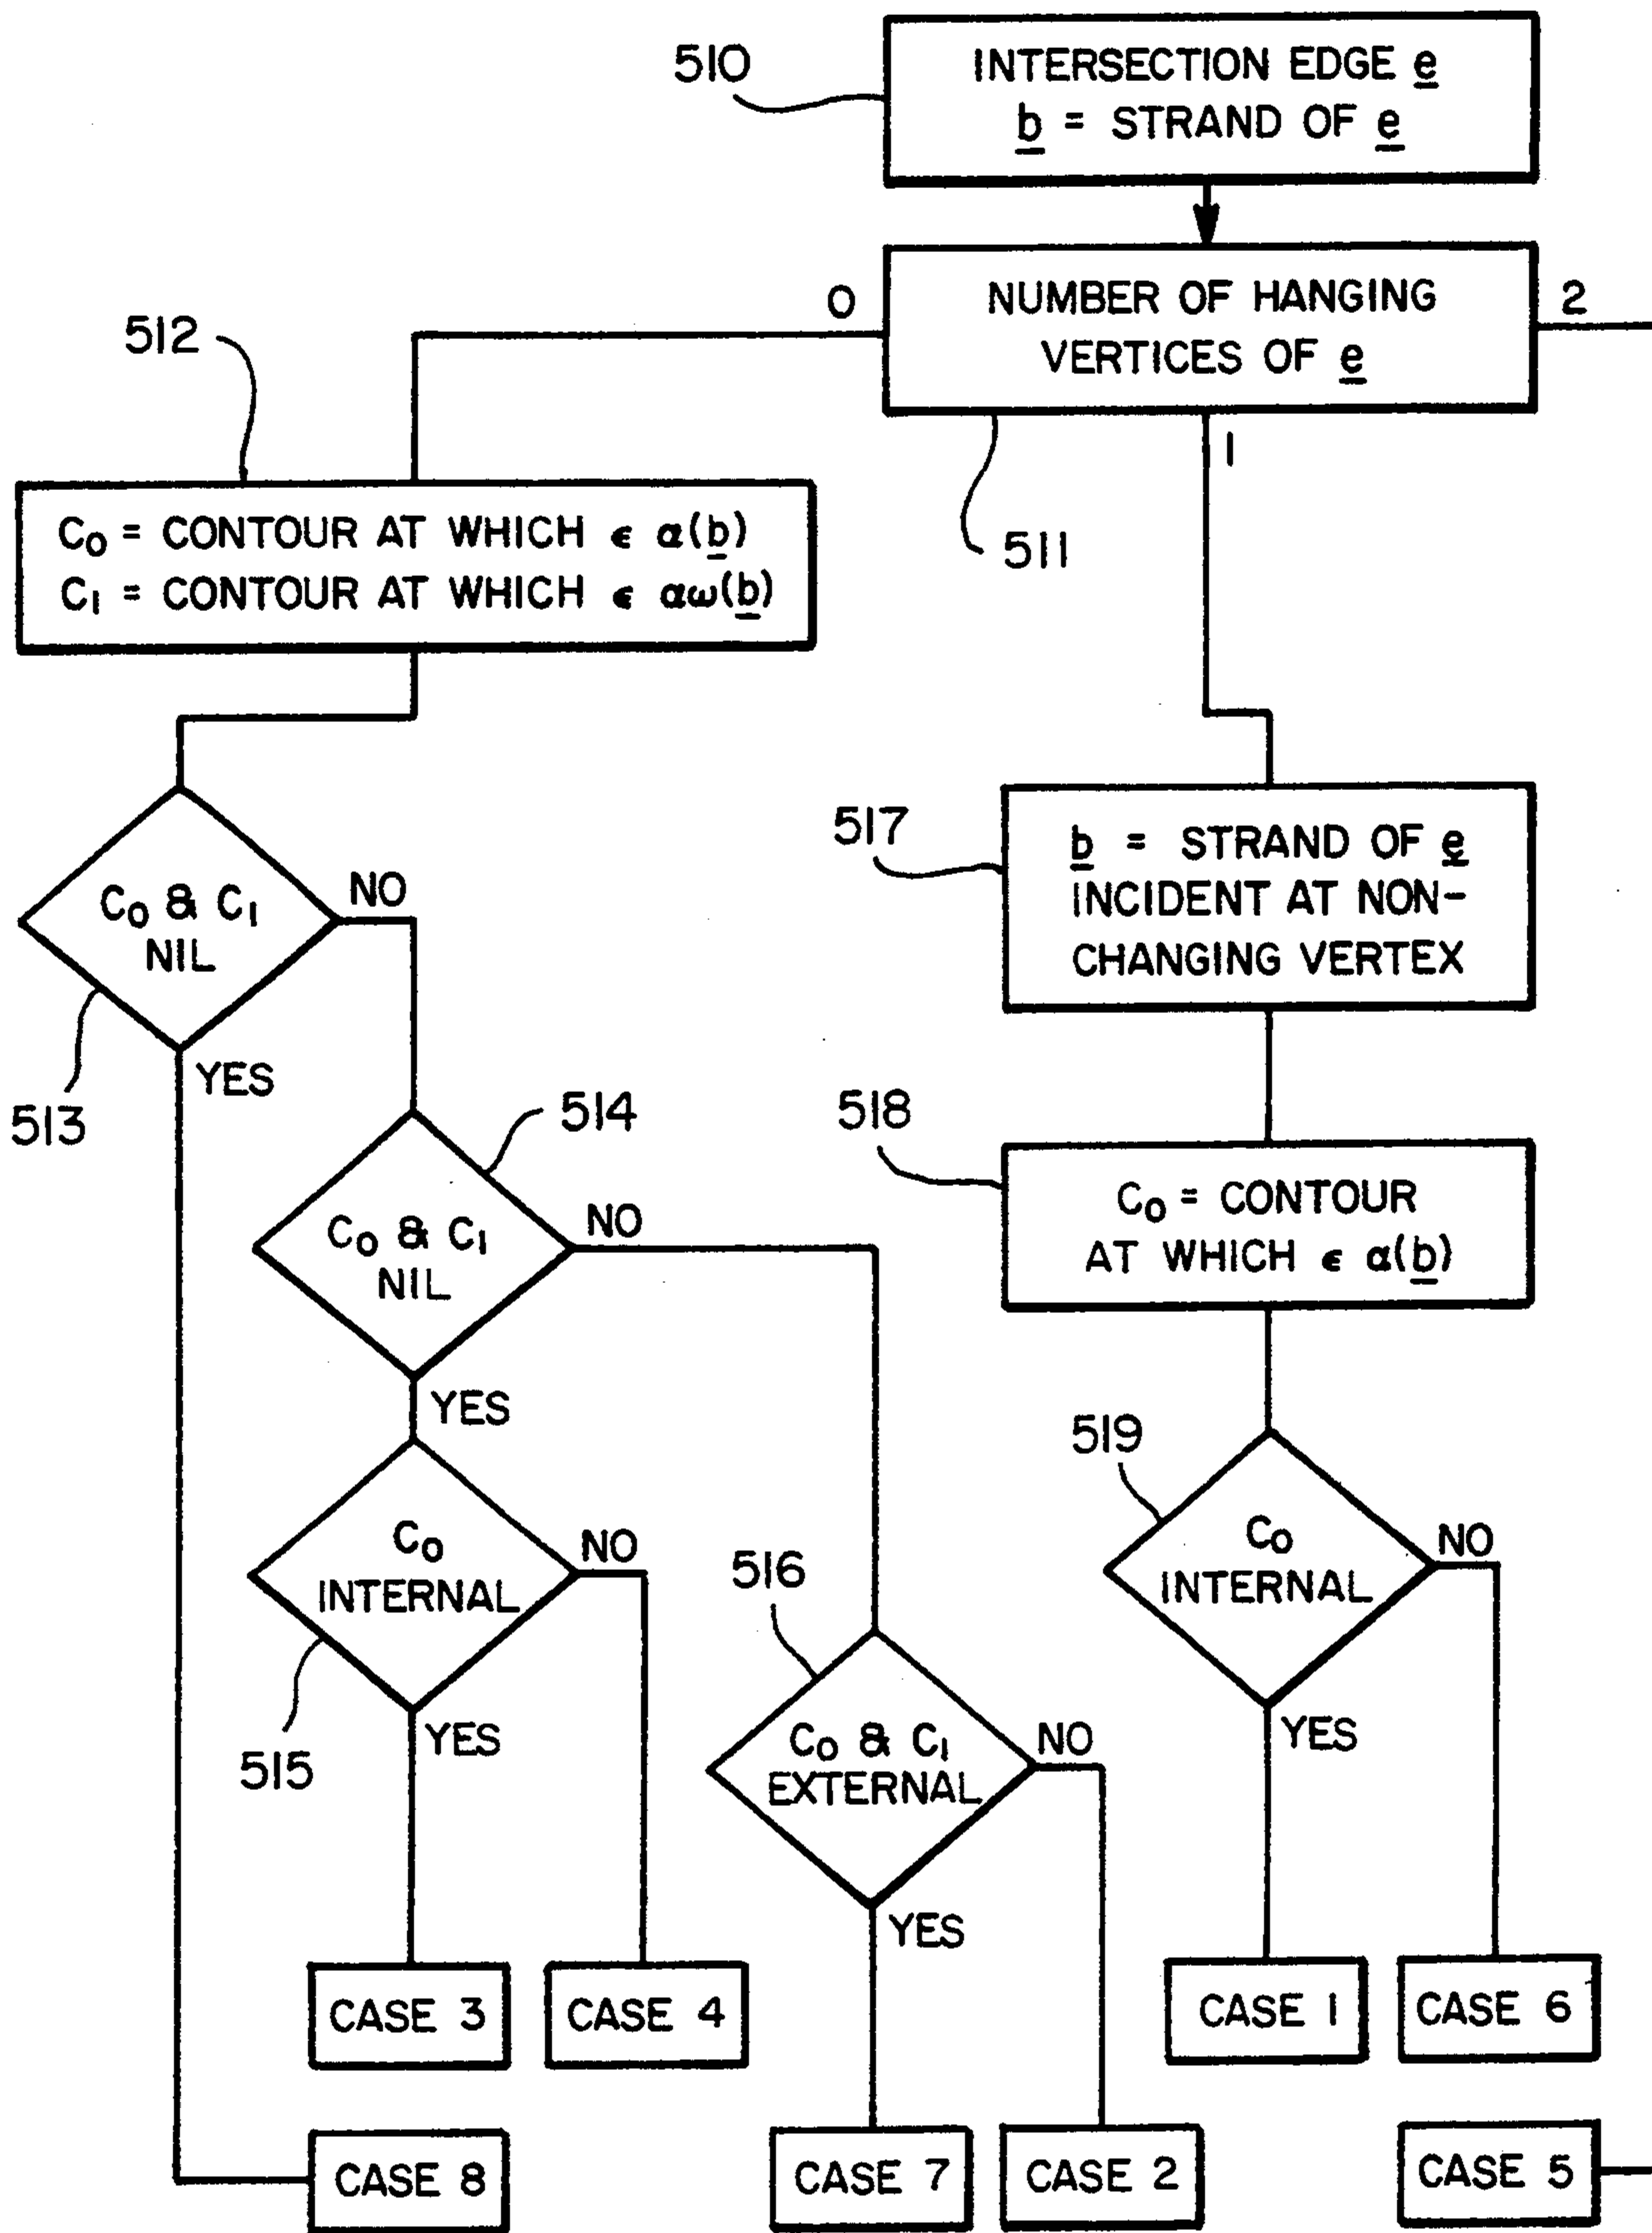 510
INTERSECTION EDGE e
b = STRAND OF e
0
NUMBER OF HANGING
VERTICES OF e
2
512
1
511
C0 = CONTOUR AT WHICH ϵ α(b)
C1 = CONTOUR AT WHICH ϵ αω(b)
517
b = STRAND OF e
INCIDENT AT NON-
CHANGING VERTEX
C0 & C1
NIL
NO
YES
513
514
518
C0 = CONTOUR
AT WHICH ϵ α(b)
C0 & C1
NIL
NO
YES
519
C0
INTERNAL
NO
YES
515
516
C0 & C1
EXTERNAL
NO
YES
C0
INTERNAL
NO
YES
CASE 3
CASE 4
CASE 1
CASE 6
CASE 8
CASE 7
CASE 2
CASE 5